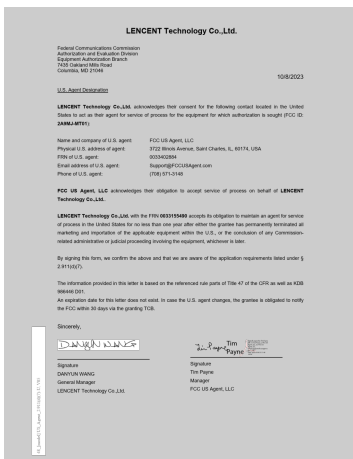 LENCENT Technology Co.,Ltd.
Federal Communications Commission
Authorization and Evaluation Division
Equipment Authorization Branch
7435 Oakland Mills Road
Columbia, MD 21046
10/8/2023
U.S. Agent Designation
LENCENT Technology Co.,Ltd. acknowledges their consent for the following contact located in the United
States to act as their agent for service of process for the equipment for which authorization is sought (FCC ID:
2A9MJ-MT01)
Name and company of U.S. agent: FCC US Agent, LLC
Physical U.S. address of agent: 3722 Illinois Avenue, Saint Charles, IL, 60174, USA
FRN of U.S. agent: 0033402884
Email address of U.S. agent: Support@FCCUSAgent.com
Phone of U.S. agent: (708) 571-3148
FCC US Agent, LLC acknowledges their obligation to accept service of process on behalf of LENCENT
Technology Co.,Ltd..
LENCENT Technology Co.,Ltd. with the FRN 0033155490 accepts its obligation to maintain an agent for service
of process in the United States for no less than one year after either the grantee has permanently terminated all
marketing and importation of the applicable equipment within the U.S., or the conclusion of any Commission-
related administrative or judicial proceeding involving the equipment, whichever is later.
By signing this form, we confirm the above and that we are aware of the application requirements listed under §
2.911(d)(7).
The information provided in this letter is based on the referenced rule parts of Title 47 of the CFR as well as KDB
986446 D01.
An expiration date for this letter does not exist. In case the U.S. agent changes, the grantee is obligated to notify
the FCC within 30 days via the granting TCB.
Sincerely,
DANYUN WANG
Tim Payne
Tim
Payne
Signature
DANYUN WANG
General Manager
LENCENT Technology Co.,Ltd.
Signature
Tim Payne
Manager
FCC US Agent, LLC